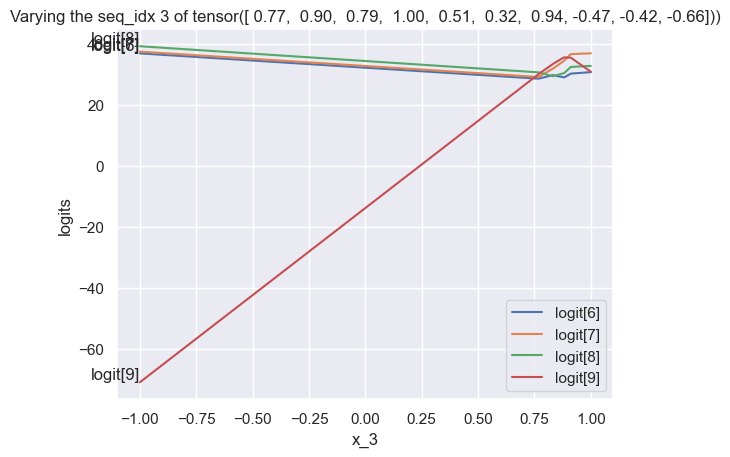 Varying the seq_idx 3 of tensor([ 0.77,  0.90,  0.79,  1.00,  0.51,  0.32,  0.94, -0.47, -0.42, -0.66]))
logit[8]
40
20
0
−20
−40
−60
logit[9]
logits
logit[6]
logit[7]
logit[8]
logit[9]
−1.00 −0.75 −0.50 −0.25 0.00 0.25 0.50 0.75 1.00
x_3